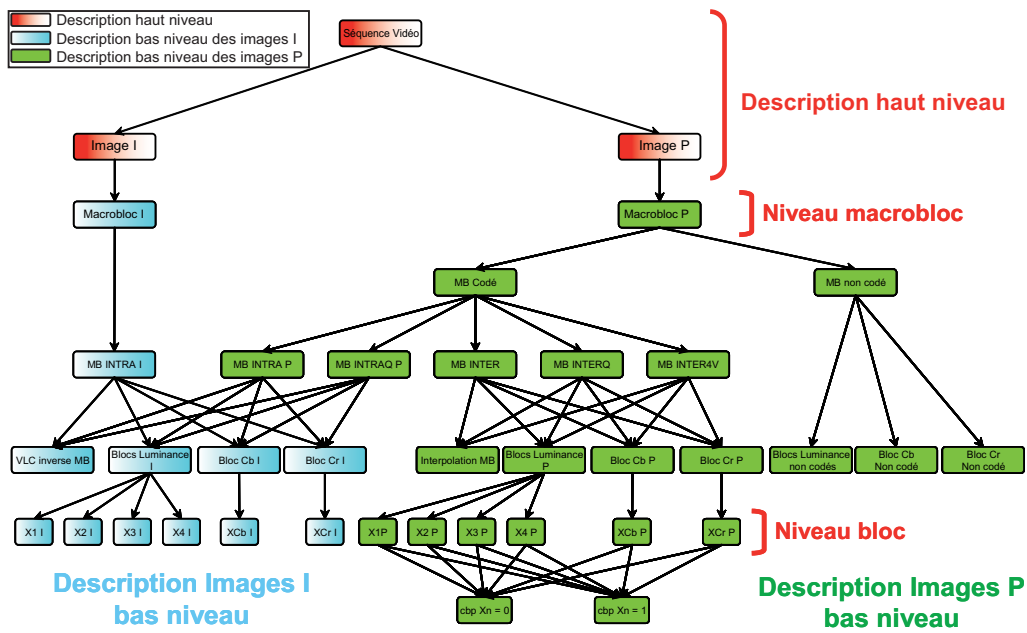 Description haut niveau
Description bas niveau des images I
Description bas niveau des images P
Séquence Vidéo
Description haut niveau
Image I
Image P
Macrobloc I
Macrobloc P
Niveau macrobloc
MB Codé
MB non codé
MB INTRA I
MB INTRA P
MB INTRAQ P
MB INTER
MB INTERQ
MB INTER4V
VLC inverse MB
Blocs Luminance
I
Bloc Cb I
Bloc Cr I
Interpolation MB
Blocs Luminance
P
Bloc Cb P
Bloc Cr P
Blocs Luminance
non codés
Bloc Cb
Non codé
Bloc Cr
Non codé
X1 I
X2 I
X3 I
X4 I
XCb I
XCr I
X1P
X2 P
X3 P
X4 P
XCb P
XCr P
Niveau bloc
Description Images I
bas niveau
cbp Xn = 0
cbp Xn = 1
Description Images P
bas niveau